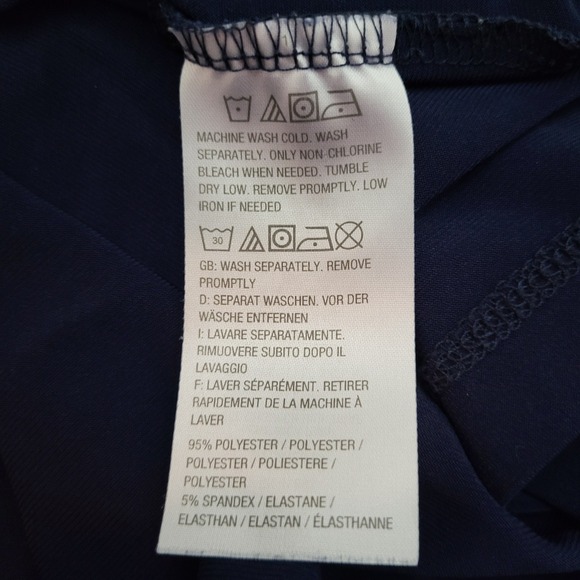 MACHINE WASH COLD. WASH
SEPARATELY. ONLY NON-CHLORINE
BLEACH WHEN NEEDED. TUMBLE
DRY LOW. REMOVE PROMPTLY. LOW
IRON IF NEEDED
30
GB: WASH SEPARATELY. REMOVE
PROMPTLY
D: SEPARAT WASCHEN. VOR DER
WÄSCHE ENTFERNEN
I: LAVARE SEPARATAMENTE.
RIMUOVERE SUBITO DOPO IL
LAVAGGIO
F: LAVER SÉPARÉMENT. RETIRER
RAPIDEMENT DE LA MACHINE À
LAVER
95% POLYESTER / POLYESTER /
POLYESTER / POLIESTERE /
POLYESTER
5% SPANDEX / ELASTANE /
ELASTHAN / ELASTAN / ÉLASTHANNE